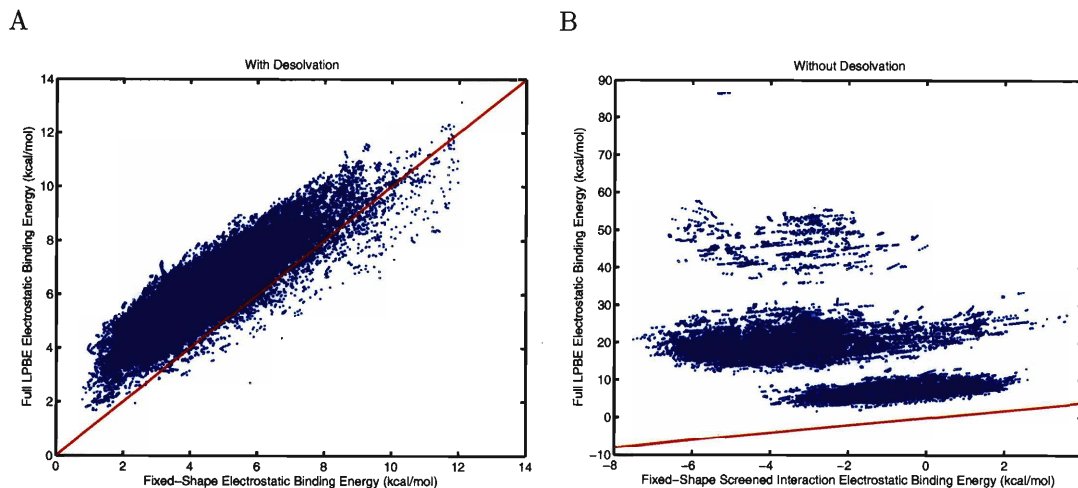 A
B
With Desolvation
Without Desolvation
14
12
10
8
6
4
2
0
Full LPBE Electrostatic Binding Energy (kcal/mol)
0 2 4 6 8 10 12 14
Fixed–Shape Electrostatic Binding Energy (kcal/mol)
90
80
70
60
50
40
30
20
10
0
−10
Full LPBE Electrostatic Binding Energy (kcal/mol)
−8 −6 −4 −2 0 2
Fixed–Shape Screened Interaction Electrostatic Binding Energy (kcal/mol)